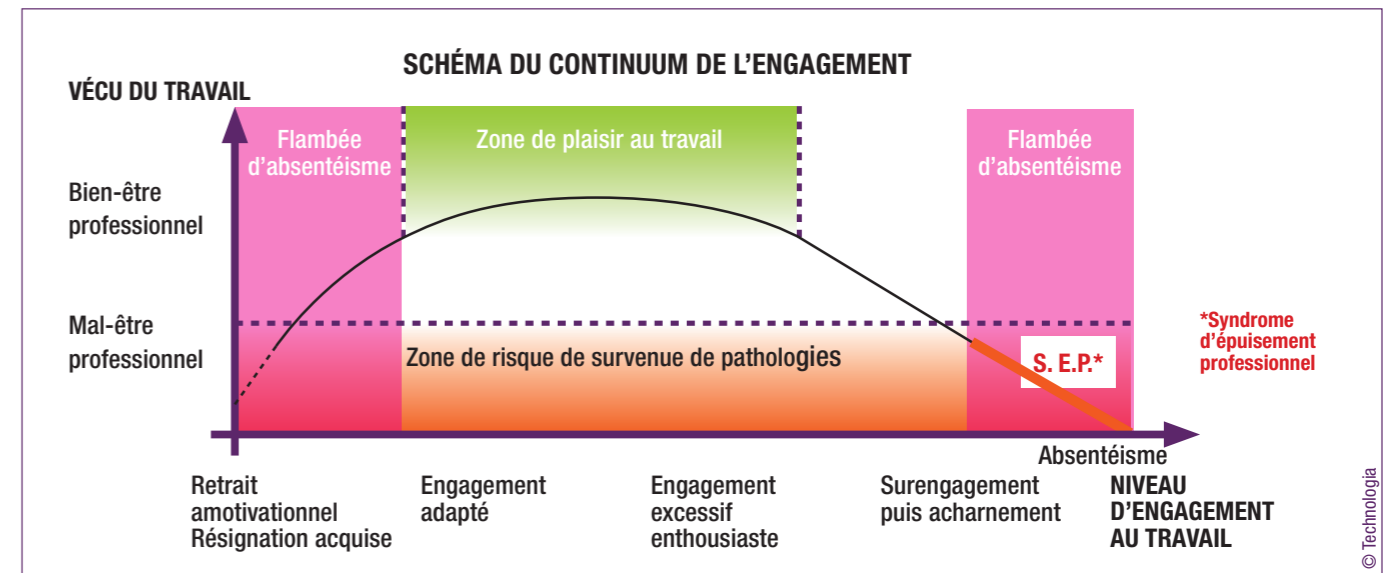 SCHÉMA DU CONTINUUM DE L’ENGAGEMENT
VÉCU DU TRAVAIL
Flambée
d’absentéisme
Zone de plaisir au travail
Flambée
d’absentéisme
Bien-être
professionnel
Mal-être
professionnel
Zone de risque de survenue de pathologies
S. E.P.*
*Syndrome
d’épuisement
professionnel
Absentéisme
Retrait
amotivationnel
Résignation acquise
Engagement
adapté
Engagement
excessif
enthousiaste
Surengagement
puis acharnement
NIVEAU
D’ENGAGEMENT
AU TRAVAIL
© Technologia